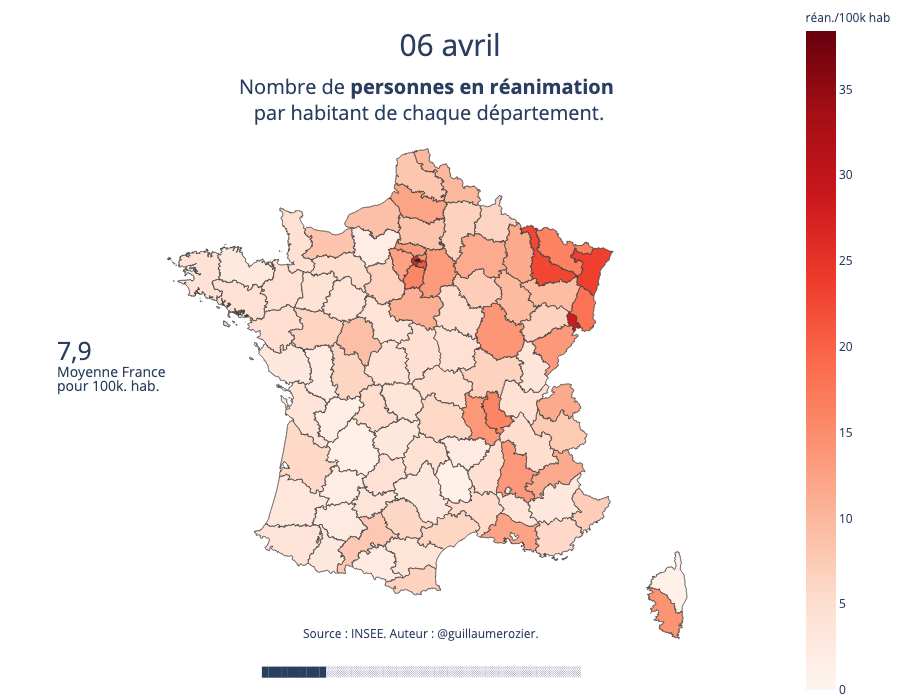 06 avril
Nombre de personnes en réanimation
par habitant de chaque département.
réan./100k hab
35
30
25
20
15
10
5
0
7,9
Moyenne France
pour 100k. hab.
Source : INSEE. Auteur : @guillaumerozier.